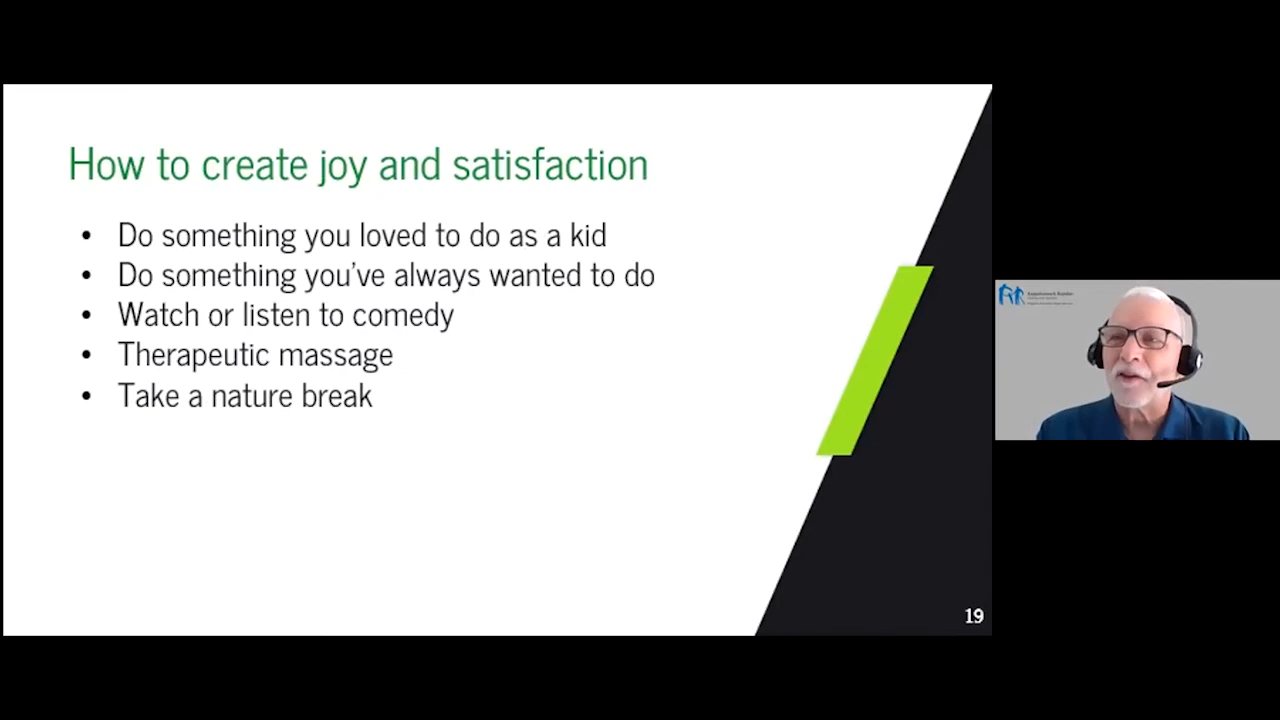 How to create joy and satisfaction
• Do something you loved to do as a kid
• Do something you've always wanted to do
• Watch or listen to comedy
• Therapeutic massage
• Take a nature break
19